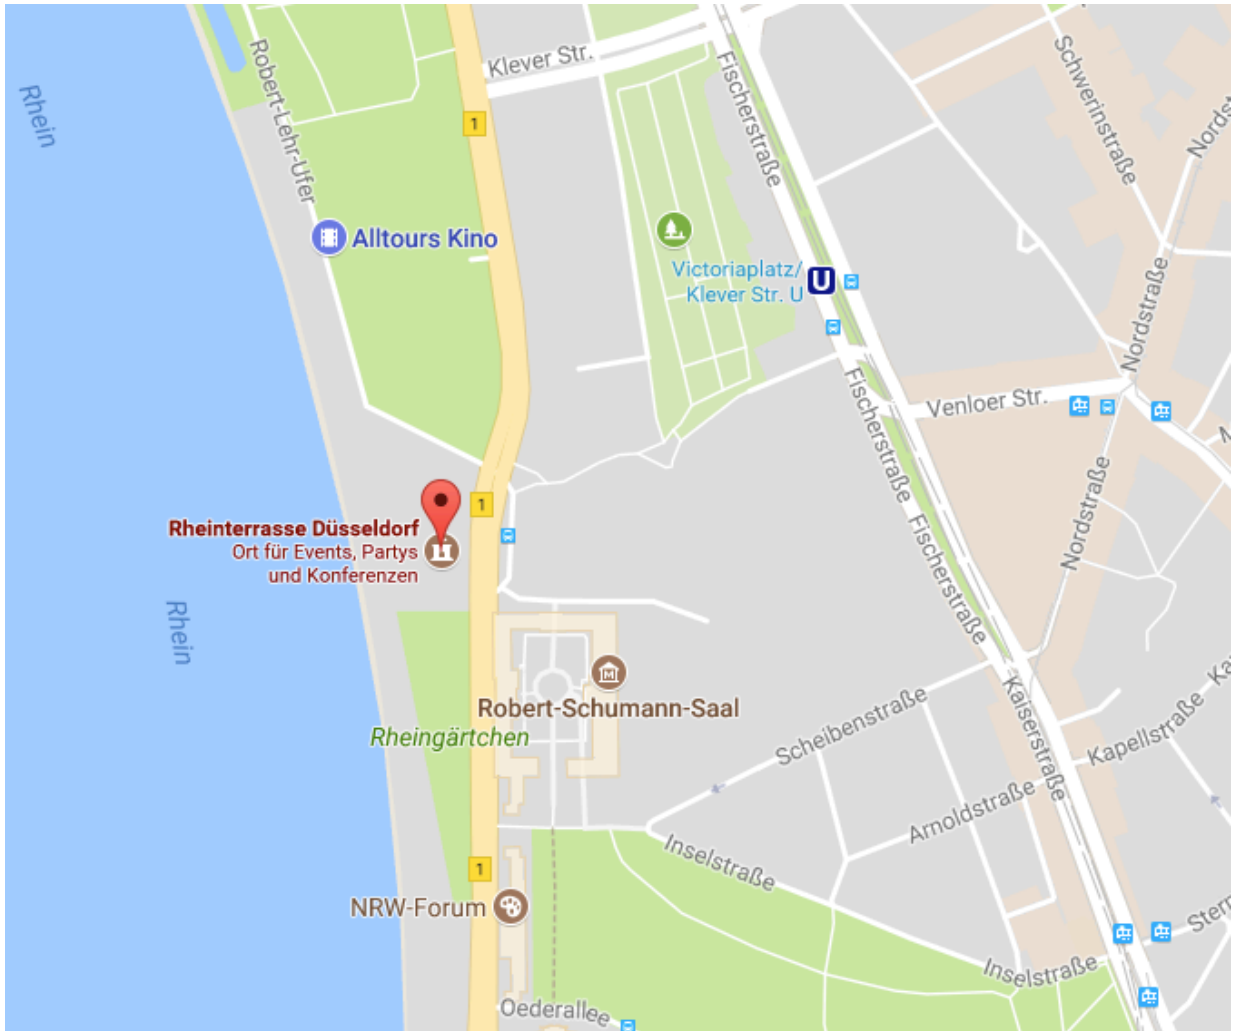 Rhein
Robert-Lehr-Ufer
Klever Str.
Fischerstraße
Schwerinstraße
1
Alltours Kino
Victoriaplatz/
Klever Str. U
U
Nordstraße
Venloer Str.
Fischerstraße
1
Rheinterrasse Düsseldorf
Ort für Events, Partys
und Konferenzen
Nordstraße
Fischerstraße
Rhein
M
Robert-Schumann-Saal
Rheingärtchen
Scheibenstraße
Kaiserstraße
Kapellstraße
Arnoldstraße
Inselstraße
1
NRW-Forum
Inselstraße
Oederallee